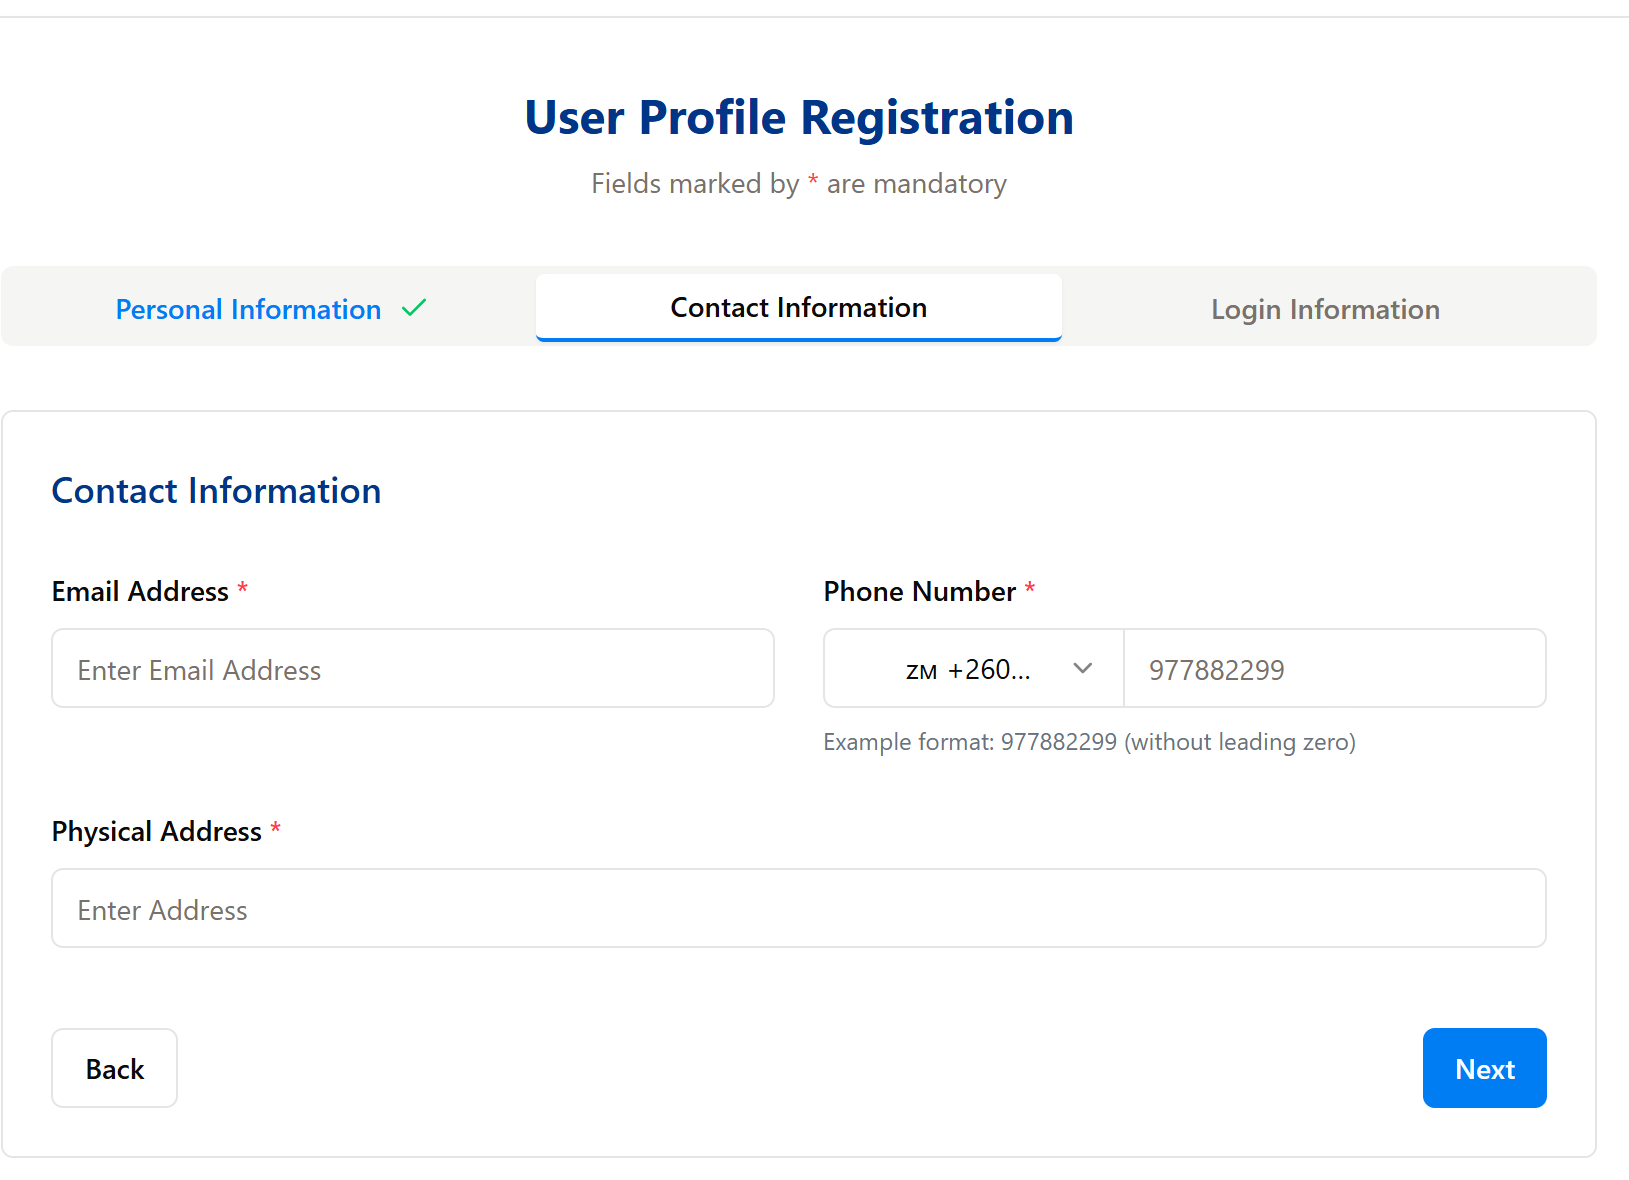 User Profile Registration
Fields marked by * are mandatory
Personal Information
Contact Information
Login Information
Contact Information
Email Address *
Enter Email Address
Phone Number *
ZM +260...
977882299
Example format: 977882299 (without leading zero)
Physical Address *
Enter Address
Back
Next